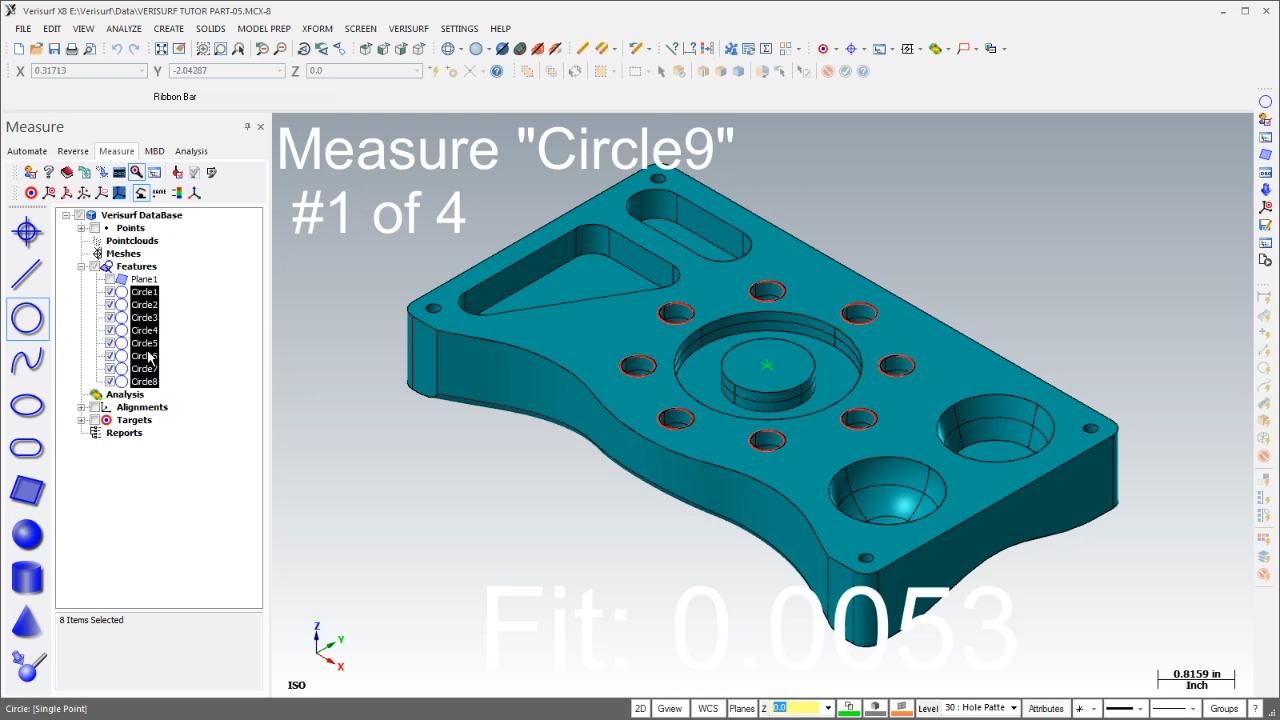 Verisurf X8 E:\Verisurf\Data\VERISURF TUTOR PART-05.MCX-8
FILE EDIT VIEW ANALYZE CREATE SOLIDS MODEL PREP XFORM SCREEN VERISURF SETTINGS HELP
X 0.31713 Y -2.04287 Z 0.0
Ribbon Bar
Measure
Automate Reverse Measure MBD Analysis
Verisurf DataBase
Points
Pointclouds
Meshes
Features
Plane1
Circle1
Circle2
Circle3
Circle4
Circle5
Circle7
Circle8
Analysis
Alignments
Targets
Reports
8 Items Selected
Measure "Circle9"
#1 of 4
Fit: 0.0053
Z
Y
X
ISO
0.8159 in
Inch
Circle: [Single Point]
2D Gview WCS Planes Z 0.0 Level 30 : Hole Patte Attributes Groups ?